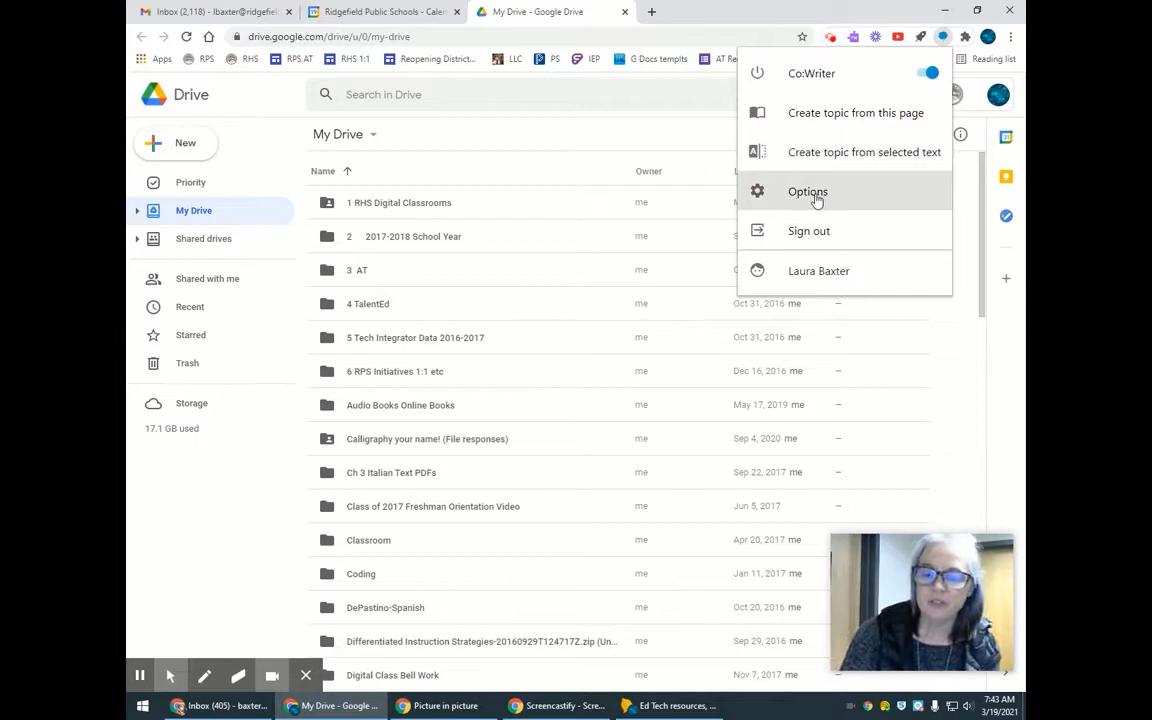 Inbox (2,118) - lbaxter@ridgefi
Ridgefield Public Schools - Calen
My Drive - Google Drive
drive.google.com/drive/u/0/my-drive
Apps
RPS
RHS
RPS AT
RHS 1:1
Reopening District...
LLC
PS
IEP
G Docs templts
AT Re
Reading list
Drive
Search in Drive
Co:Writer
Create topic from this page
Create topic from selected text
Options
Sign out
Laura Baxter
New
Priority
My Drive
Shared drives
Shared with me
Recent
Starred
Trash
Storage
17.1 GB used
My Drive
Name
Owner
L
1 RHS Digital Classrooms me
2 2017-2018 School Year me
3 AT me
4 TalentEd me Oct 31, 2016 me –
5 Tech Integrator Data 2016-2017 me Oct 31, 2016 me –
6 RPS Initiatives 1:1 etc me Dec 16, 2016 me –
Audio Books Online Books me May 17, 2019 me –
Calligraphy your name! (File responses) me Sep 4, 2020 me –
Ch 3 Italian Text PDFs me Sep 22, 2017 me –
Class of 2017 Freshman Orientation Video me Jun 5, 2017 –
Classroom me Apr 20, 2017 me –
Coding me Jan 11, 2017 me
DePastino-Spanish me Oct 20, 2016 me
Differentiated Instruction Strategies-20160929T124717Z.zip (Un... me Sep 29, 2016 me
Digital Class Bell Work me Nov 7, 2017 me
Inbox (405) - baxter...
My Drive - Google ...
Picture in picture
Screencastify - Scre...
Ed Tech resources, ...
7:43 AM
3/19/2021